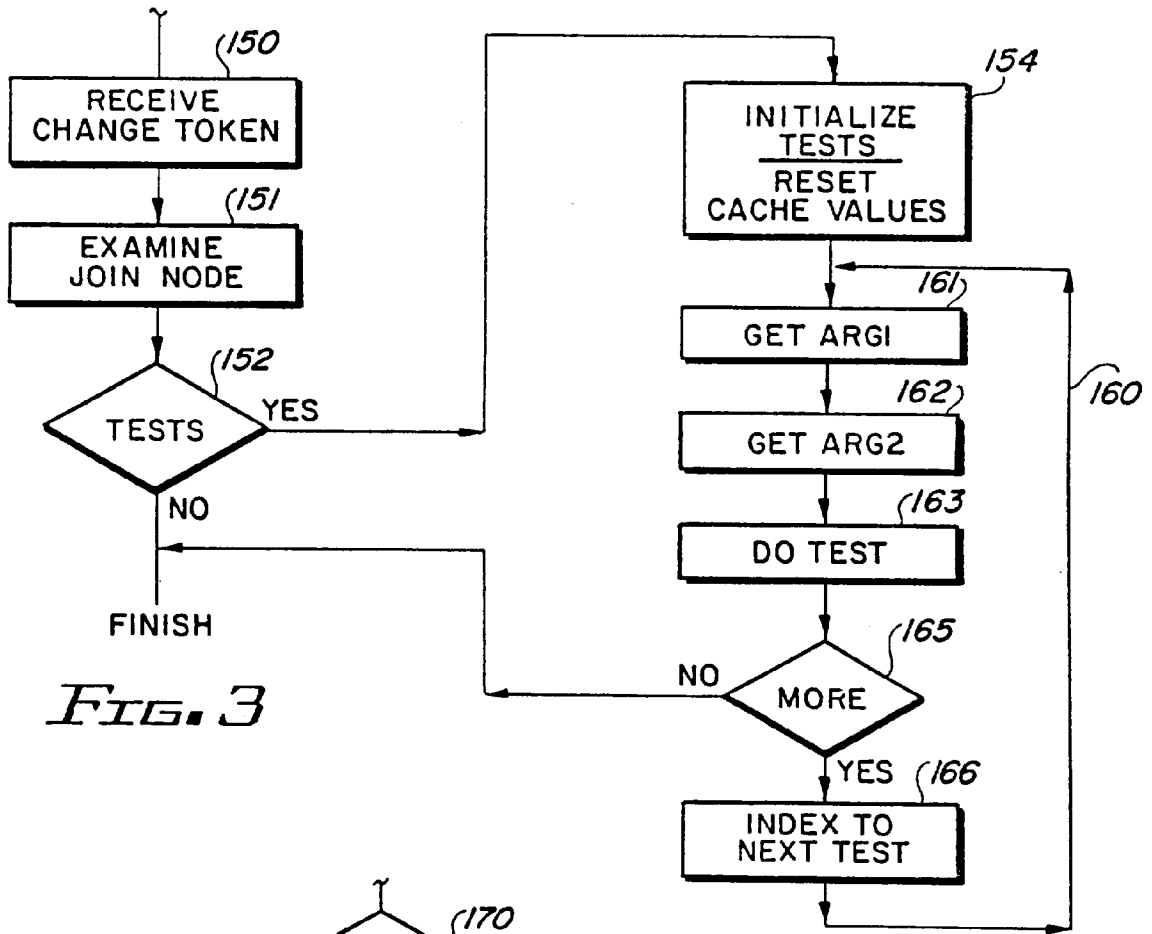 150
RECEIVE
CHANGE TOKEN
151
EXAMINE
JOIN NODE
152
TESTS
YES
NO
FINISH
FIG. 3
154
INITIALIZE
TESTS
RESET
CACHE VALUES
161
GET ARG1
160
162
GET ARG2
163
DO TEST
165
NO
MORE
YES
166
INDEX TO
NEXT TEST
170